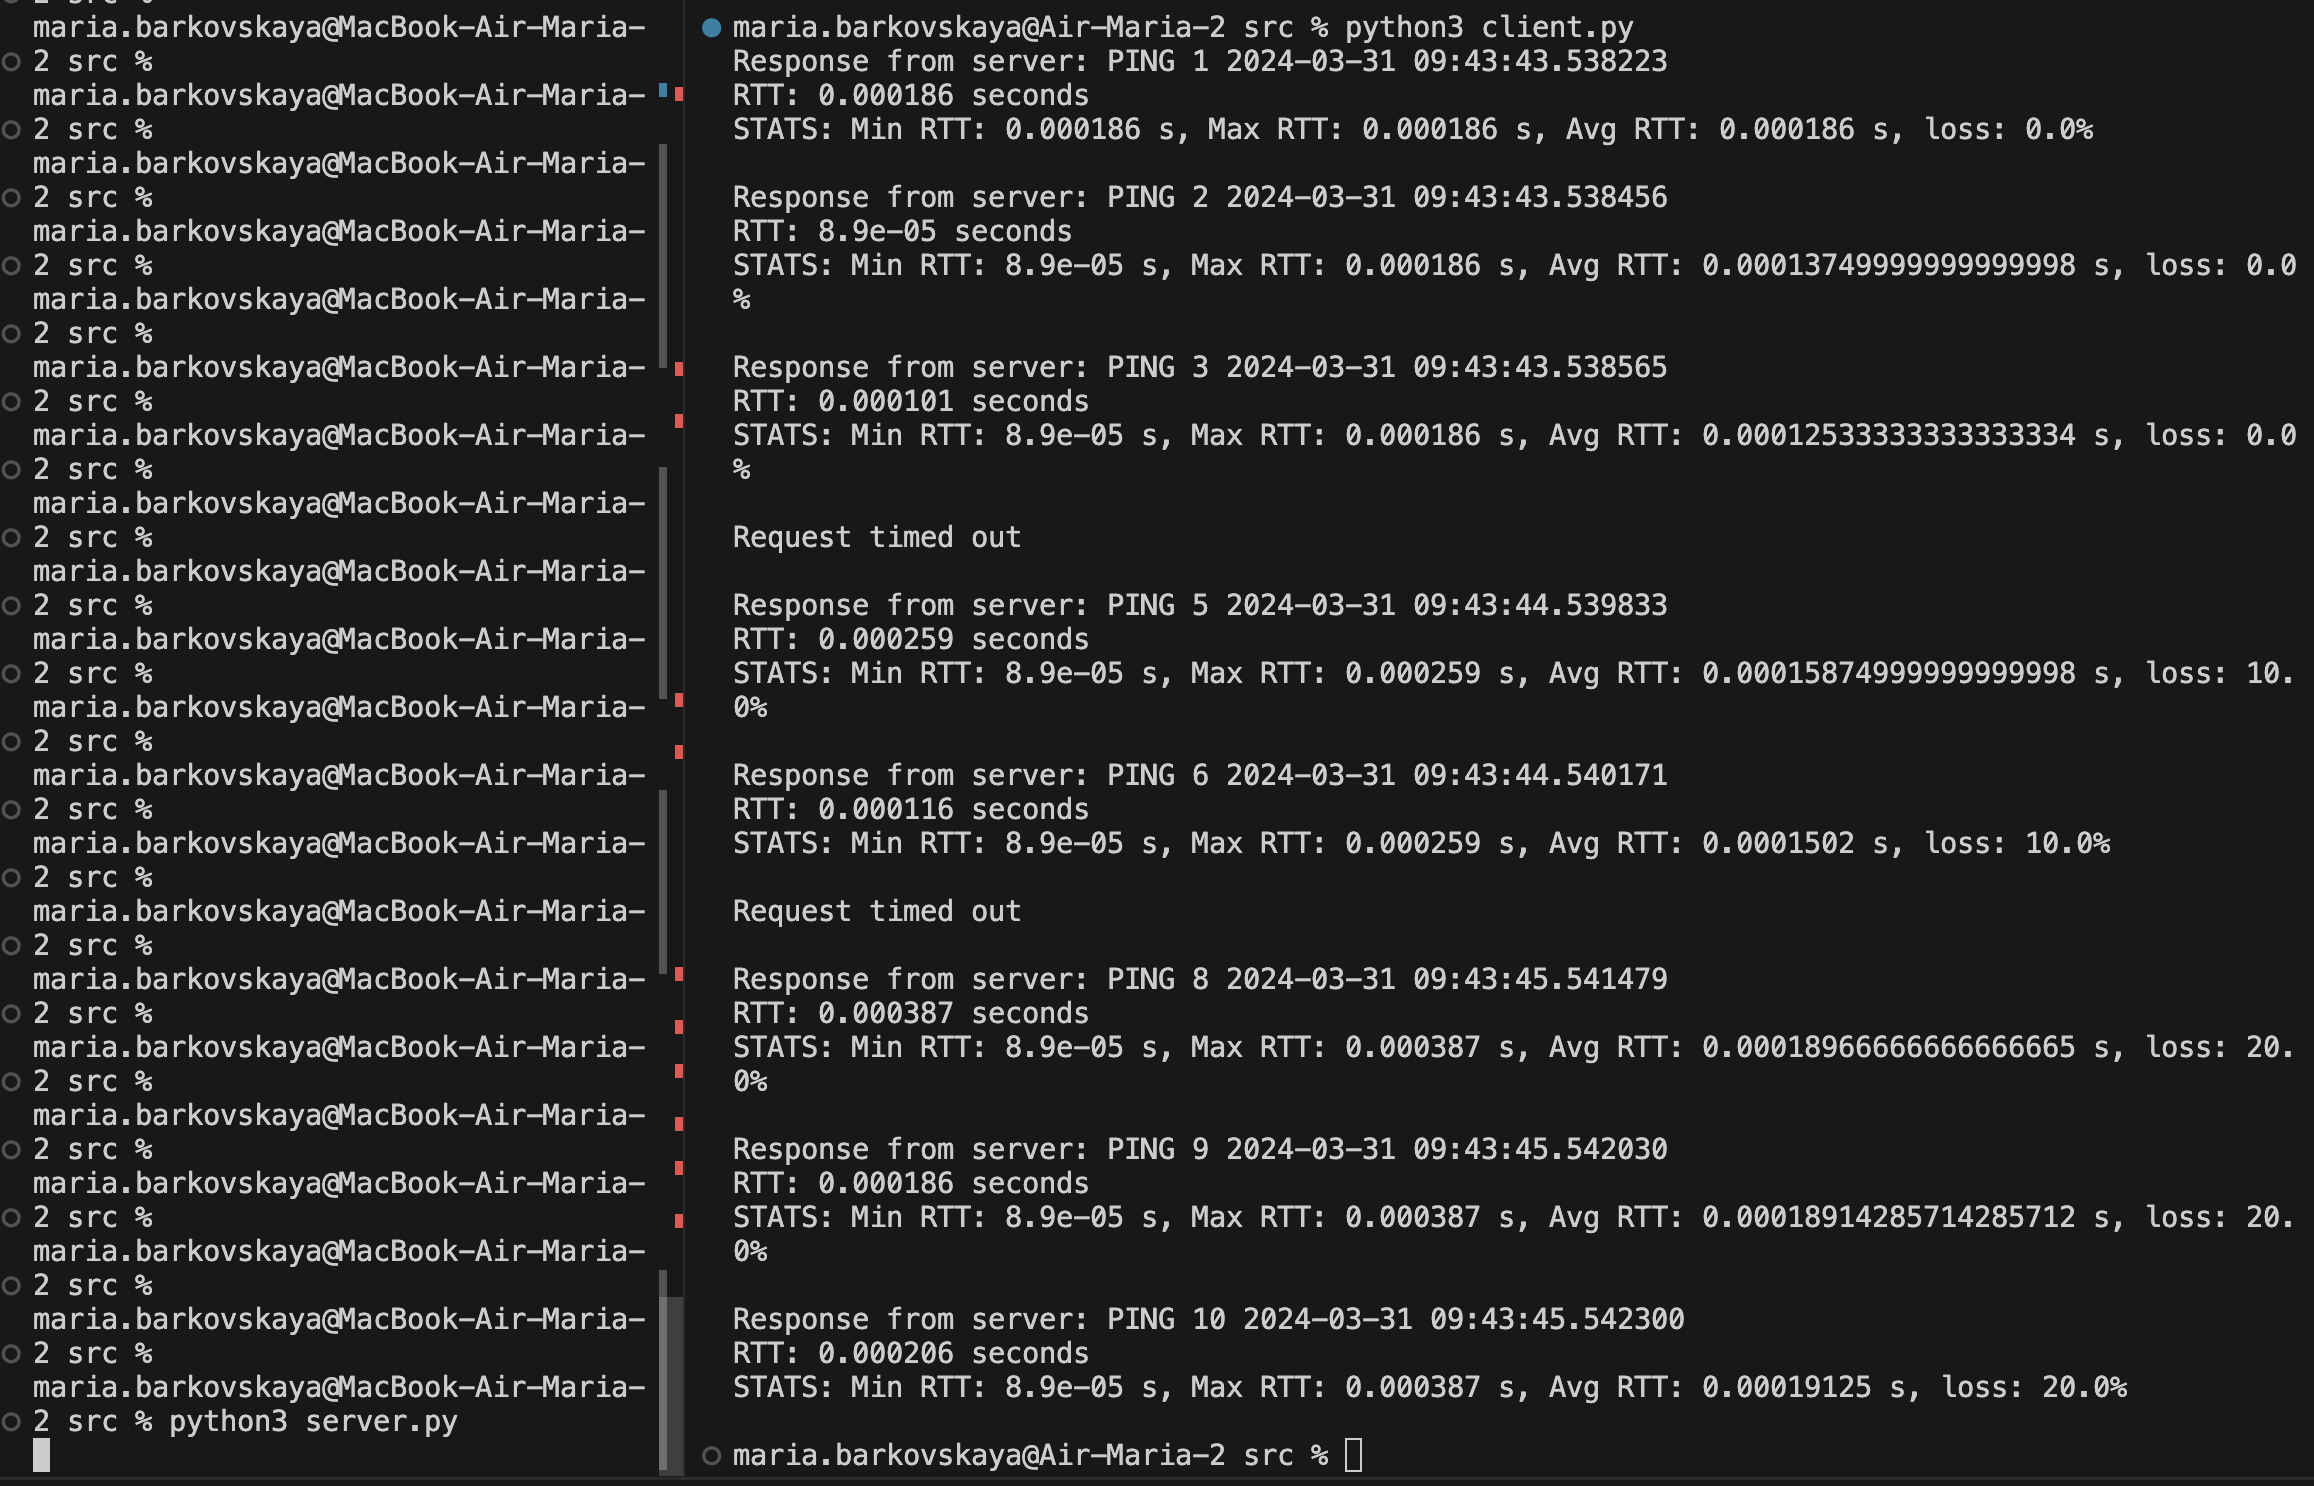 2 src %
maria.barkovskaya@MacBook-Air-Maria-
2 src %
maria.barkovskaya@MacBook-Air-Maria-
2 src %
maria.barkovskaya@MacBook-Air-Maria-
2 src %
maria.barkovskaya@MacBook-Air-Maria-
2 src %
maria.barkovskaya@MacBook-Air-Maria-
2 src %
maria.barkovskaya@MacBook-Air-Maria-
2 src %
maria.barkovskaya@MacBook-Air-Maria-
2 src %
maria.barkovskaya@MacBook-Air-Maria-
2 src %
maria.barkovskaya@MacBook-Air-Maria-
2 src %
maria.barkovskaya@MacBook-Air-Maria-
2 src %
maria.barkovskaya@MacBook-Air-Maria-
2 src %
maria.barkovskaya@MacBook-Air-Maria-
2 src %
maria.barkovskaya@MacBook-Air-Maria-
2 src %
maria.barkovskaya@MacBook-Air-Maria-
2 src %
maria.barkovskaya@MacBook-Air-Maria-
2 src %
maria.barkovskaya@MacBook-Air-Maria-
2 src %
maria.barkovskaya@MacBook-Air-Maria-
2 src %
maria.barkovskaya@MacBook-Air-Maria-
2 src %
maria.barkovskaya@MacBook-Air-Maria-
2 src %
maria.barkovskaya@MacBook-Air-Maria-
2 src %
maria.barkovskaya@MacBook-Air-Maria-
2 src % python3 server.py
maria.barkovskaya@Air-Maria-2 src % python3 client.py
Response from server: PING 1 2024-03-31 09:43:43.538223
RTT: 0.000186 seconds
STATS: Min RTT: 0.000186 s, Max RTT: 0.000186 s, Avg RTT: 0.000186 s, loss: 0.0%
Response from server: PING 2 2024-03-31 09:43:43.538456
RTT: 8.9e-05 seconds
STATS: Min RTT: 8.9e-05 s, Max RTT: 0.000186 s, Avg RTT: 0.00013749999999999998 s, loss: 0.0
%
Response from server: PING 3 2024-03-31 09:43:43.538565
RTT: 0.000101 seconds
STATS: Min RTT: 8.9e-05 s, Max RTT: 0.000186 s, Avg RTT: 0.00012533333333333334 s, loss: 0.0
%
Request timed out
Response from server: PING 5 2024-03-31 09:43:44.539833
RTT: 0.000259 seconds
STATS: Min RTT: 8.9e-05 s, Max RTT: 0.000259 s, Avg RTT: 0.00015874999999999998 s, loss: 10.
0%
Response from server: PING 6 2024-03-31 09:43:44.540171
RTT: 0.000116 seconds
STATS: Min RTT: 8.9e-05 s, Max RTT: 0.000259 s, Avg RTT: 0.0001502 s, loss: 10.0%
Request timed out
Response from server: PING 8 2024-03-31 09:43:45.541479
RTT: 0.000387 seconds
STATS: Min RTT: 8.9e-05 s, Max RTT: 0.000387 s, Avg RTT: 0.00018966666666666665 s, loss: 20.
0%
Response from server: PING 9 2024-03-31 09:43:45.542030
RTT: 0.000186 seconds
STATS: Min RTT: 8.9e-05 s, Max RTT: 0.000387 s, Avg RTT: 0.00018914285714285712 s, loss: 20.
0%
Response from server: PING 10 2024-03-31 09:43:45.542300
RTT: 0.000206 seconds
STATS: Min RTT: 8.9e-05 s, Max RTT: 0.000387 s, Avg RTT: 0.00019125 s, loss: 20.0%
maria.barkovskaya@Air-Maria-2 src %